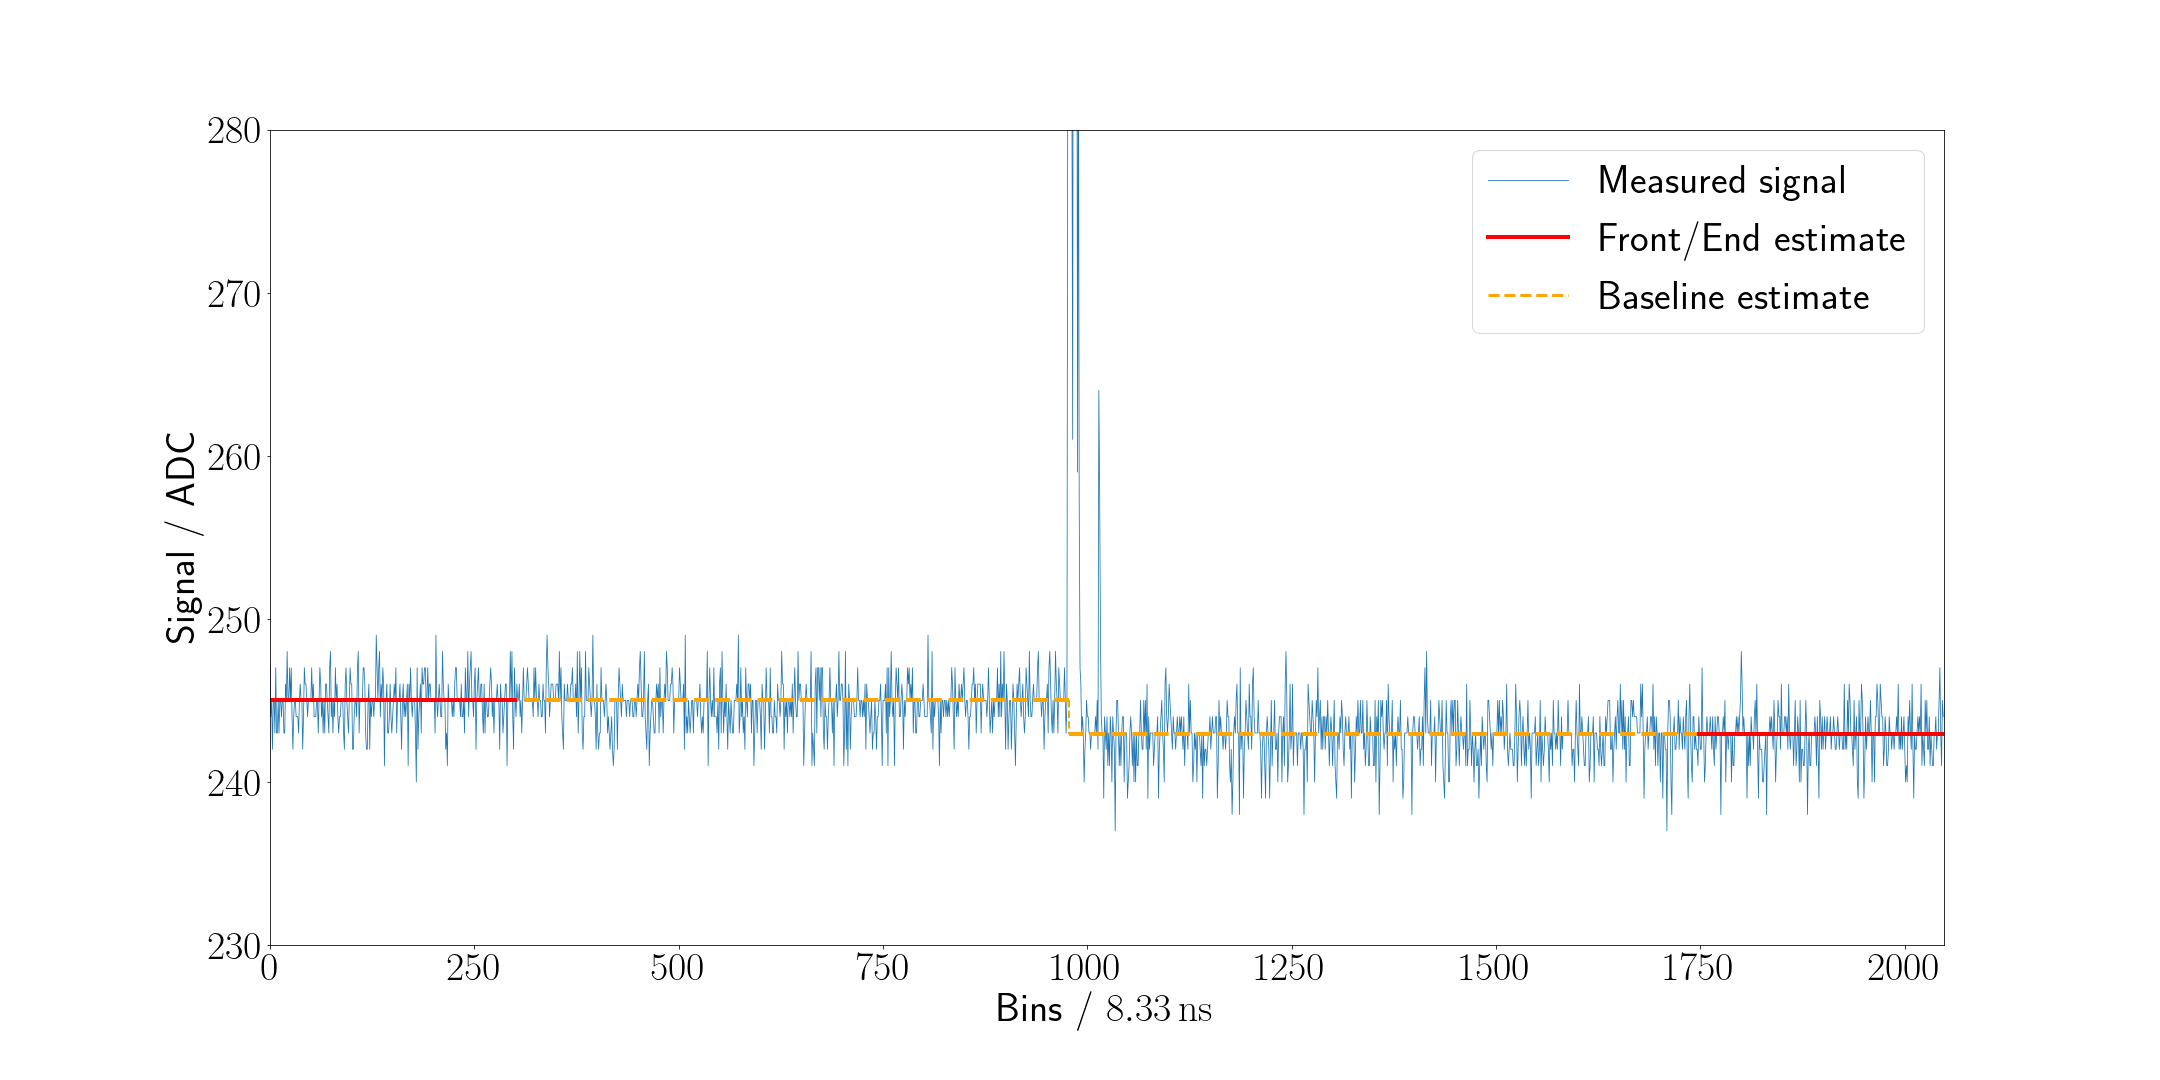 280
270
260
250
240
230
Signal / ADC
Measured signal
Front/End estimate
Baseline estimate
0 250 500 750 1000 1250 1500 1750 2000
Bins / 8.33 ns